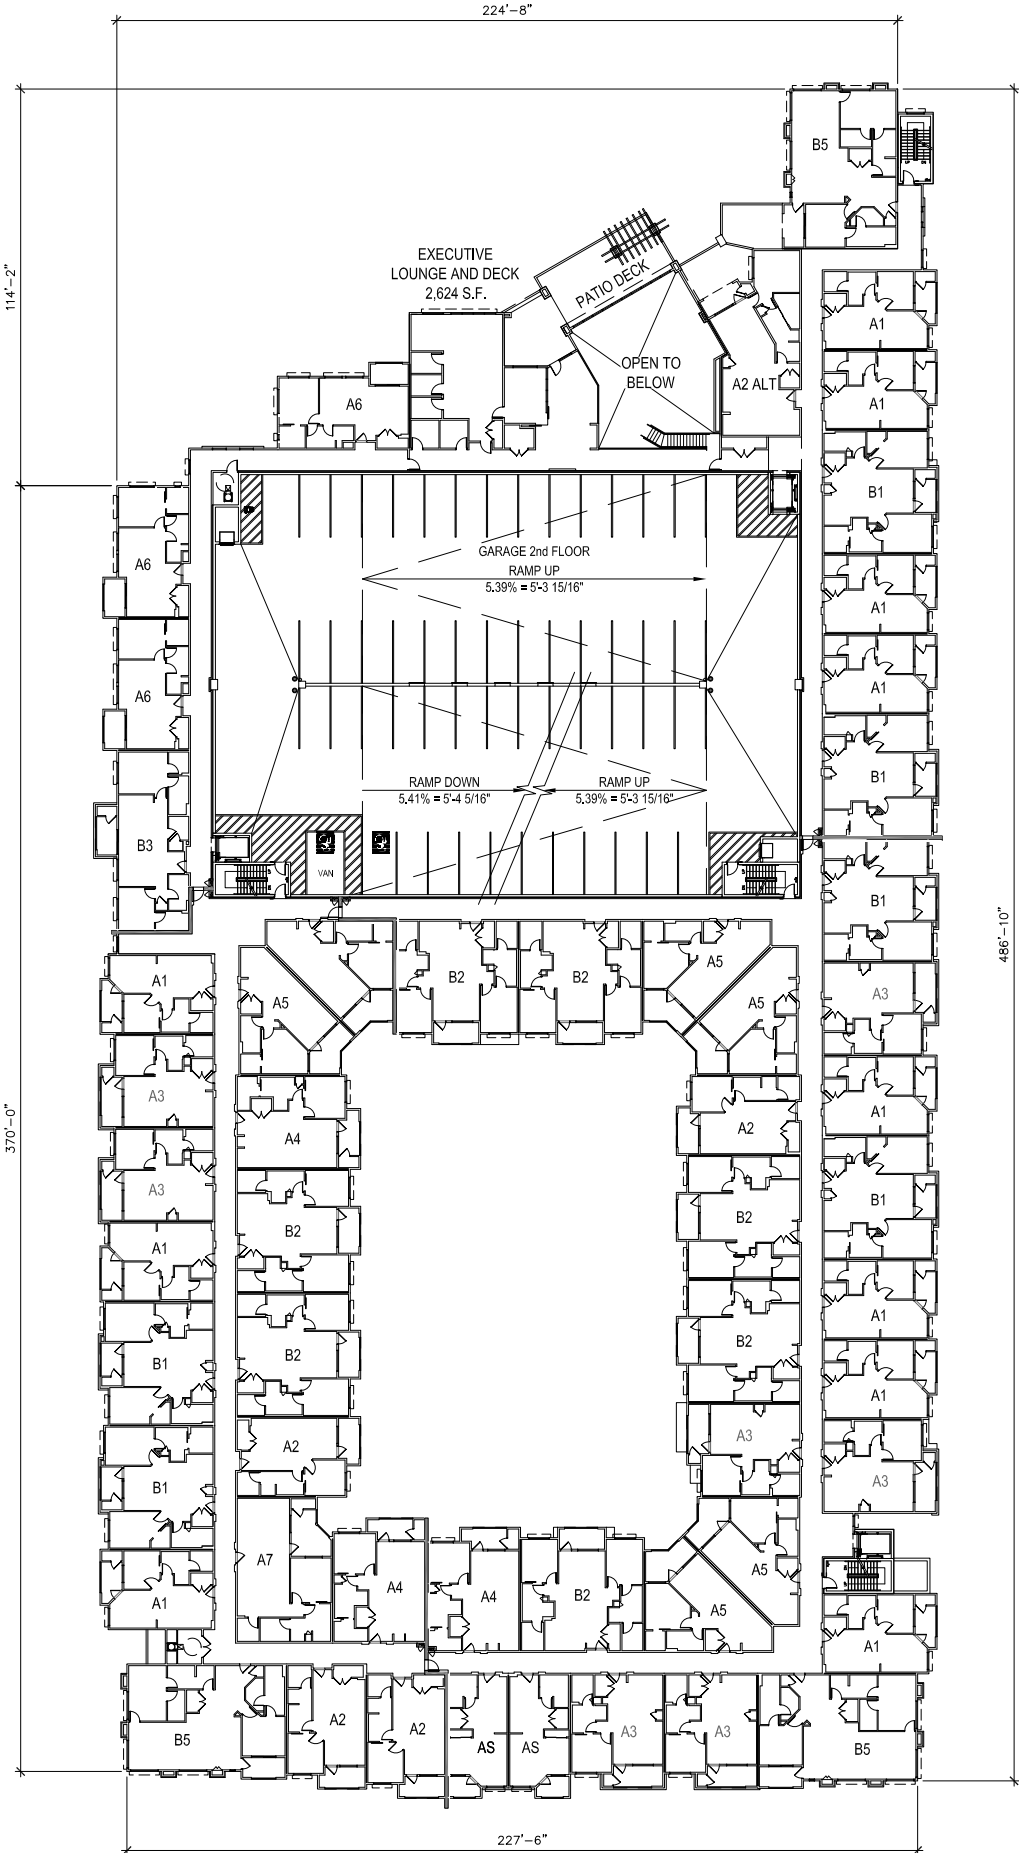 224'-8"
114'-2"
B5
EXECUTIVE
LOUNGE AND DECK
2,624 S.F.
PATIO DECK
A1
OPEN TO
BELOW
A2 ALT
A6
A1
B1
GARAGE 2nd FLOOR
RAMP UP
5.39% = 5'-3 15/16"
A6
A1
A6
A1
B1
RAMP DOWN
5.41% = 5'-4 5/16"
RAMP UP
5.39% = 5'-3 15/16"
B3
VAN
B1
486'-10"
A1
A5
B2
B2
A5
A5
A3
A3
A4
A2
A1
370'-0"
A3
B2
B2
B1
A1
B1
B2
B2
A1
A1
B1
A2
A3
A3
A1
A7
A4
A4
B2
A5
A5
A1
B5
A2
A2
AS
AS
A3
A3
B5
227'-6"